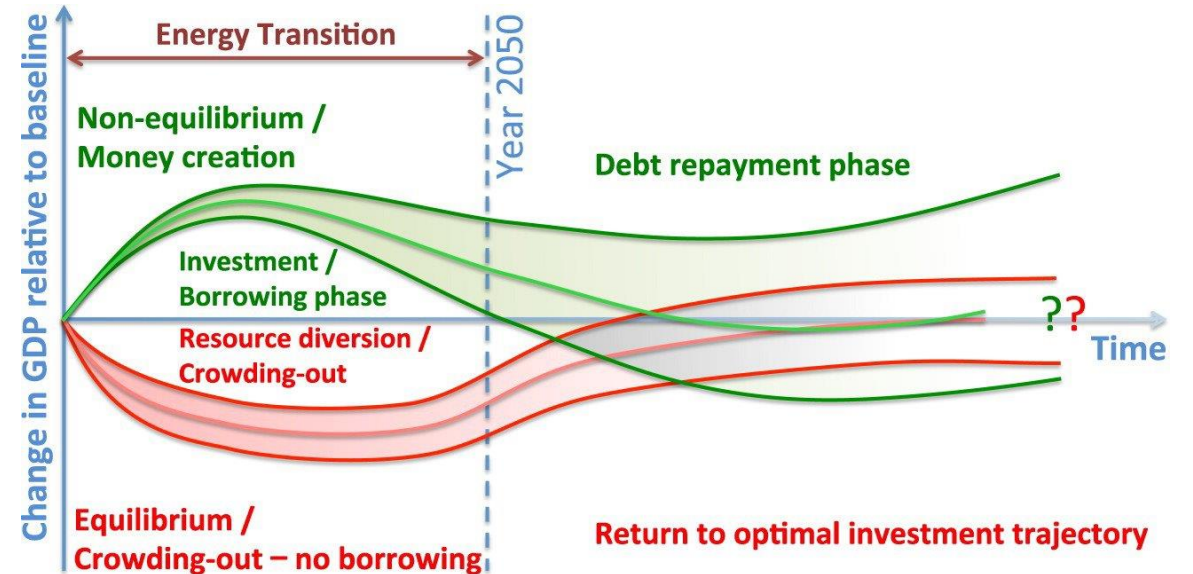 Change in GDP relative to baseline
Energy Transition
Year 2050
Non-equilibrium /
Money creation
Debt repayment phase
Investment /
Borrowing phase
Resource diversion /
Crowding-out
??
Time
Equilibrium /
Crowding-out – no borrowing
Return to optimal investment trajectory